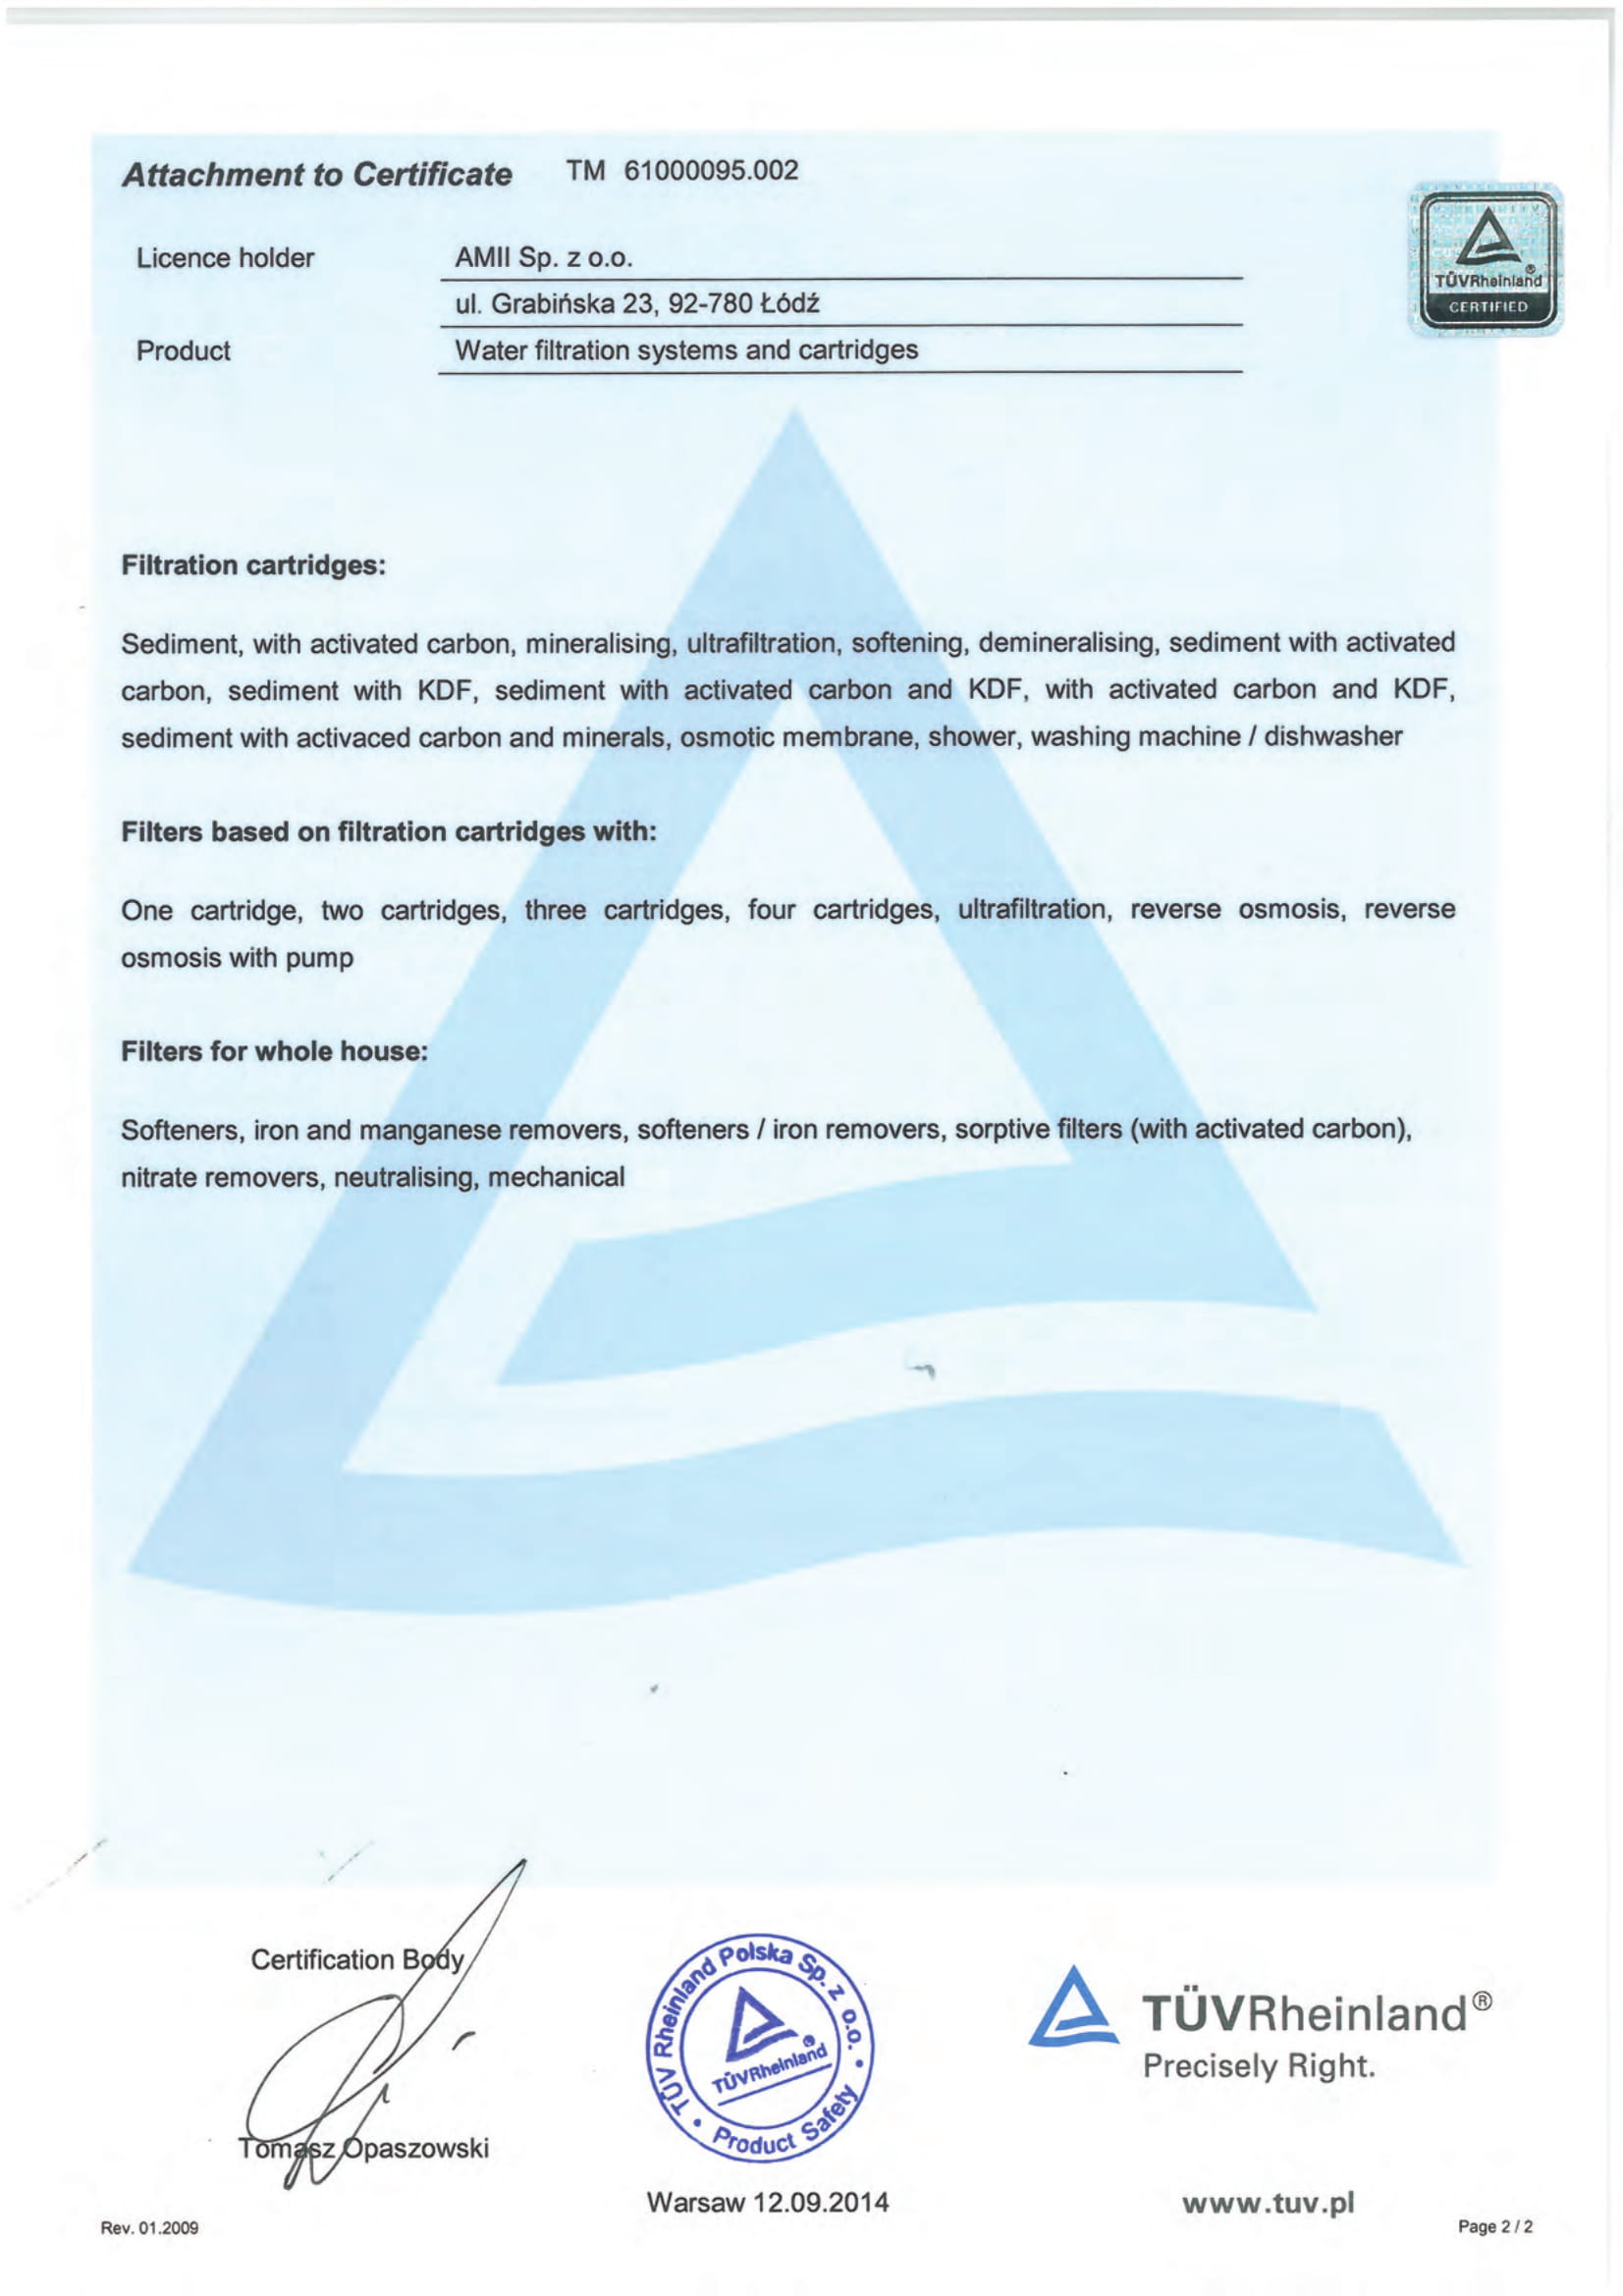 Attachment to Certificate TM 61000095.002
Licence holder AMII Sp. z o.o.
ul. Grabińska 23, 92-780 Łódź
Product Water filtration systems and cartridges
TÜVRheinland®
CERTIFIED
Filtration cartridges:
Sediment, with activated carbon, mineralising, ultrafiltration, softening, demineralising, sediment with activated
carbon, sediment with KDF, sediment with activated carbon and KDF, with activated carbon and KDF,
sediment with activaced carbon and minerals, osmotic membrane, shower, washing machine / dishwasher
Filters based on filtration cartridges with:
One cartridge, two cartridges, three cartridges, four cartridges, ultrafiltration, reverse osmosis, reverse
osmosis with pump
Filters for whole house:
Softeners, iron and manganese removers, softeners / iron removers, sorptive filters (with activated carbon),
nitrate removers, neutralising, mechanical
Certification Body
Tomasz Opaszowski
TÜV Rheinland Polska Sp. z o.o. • Product Safety •
TÜVRheinland®
Warsaw 12.09.2014
TÜVRheinland®
Precisely Right.
www.tuv.pl
Rev. 01.2009
Page 2 / 2